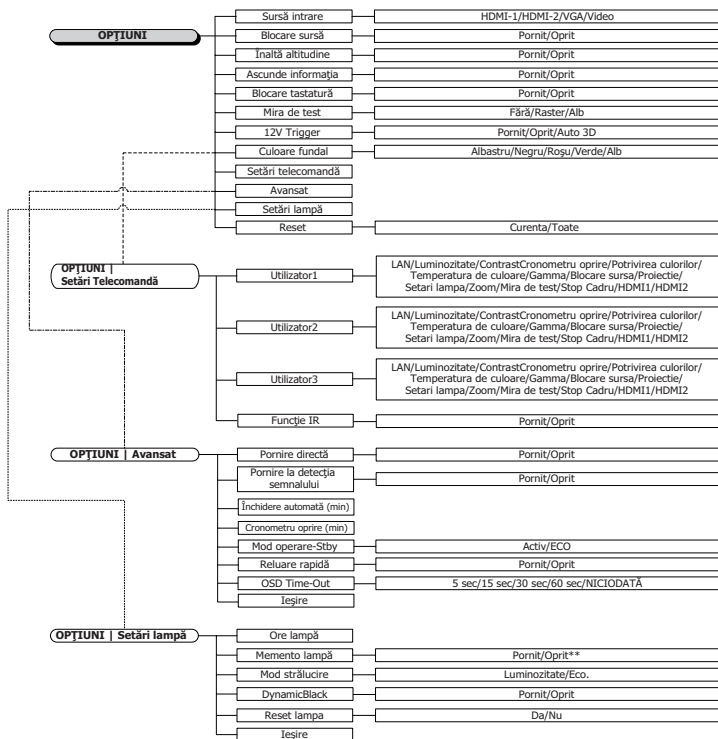 OPŢIUNI
Sursă intrare
HDMI-1/HDMI-2/VGA/Video
Blocare sursă
Pornit/Oprit
Înaltă altitudine
Pornit/Oprit
Ascunde informaţia
Pornit/Oprit
Blocare tastatură
Pornit/Oprit
Mira de test
Fără/Raster/Alb
12V Trigger
Pornit/Oprit/Auto 3D
Culoare fundal
Albastru/Negru/Roşu/Verde/Alb
Setări telecomandă
Avansat
Setări lampă
Reset
Curenta/Toate
OPŢIUNI |
Setări Telecomandă
Utilizator1
LAN/Luminozitate/ContrastCronometru oprire/Potrivirea culorilor/
Temperatura de culoare/Gamma/Blocare sursa/Proiectie/
Setari lampa/Zoom/Mira de test/Stop Cadru/HDMI1/HDMI2
Utilizator2
LAN/Luminozitate/ContrastCronometru oprire/Potrivirea culorilor/
Temperatura de culoare/Gamma/Blocare sursa/Proiectie/
Setari lampa/Zoom/Mira de test/Stop Cadru/HDMI1/HDMI2
Utilizator3
LAN/Luminozitate/ContrastCronometru oprire/Potrivirea culorilor/
Temperatura de culoare/Gamma/Blocare sursa/Proiectie/
Setari lampa/Zoom/Mira de test/Stop Cadru/HDMI1/HDMI2
Funcţie IR
Pornit/Oprit
OPŢIUNI | Avansat
Pornire directă
Pornit/Oprit
Pornire la detecţia
semnalului
Pornit/Oprit
Închidere automată (min)
Cronometru oprire (min)
Mod operare-Stby
Activ/ECO
Reluare rapidă
Pornit/Oprit
OSD Time-Out
5 sec/15 sec/30 sec/60 sec/NICIODATĂ
Ieşire
OPŢIUNI | Setări lampă
Ore lampă
Memento lampă
Pornit/Oprit**
Mod strălucire
Luminozitate/Eco.
DynamicBlack
Pornit/Oprit
Reset lampa
Da/Nu
Ieşire